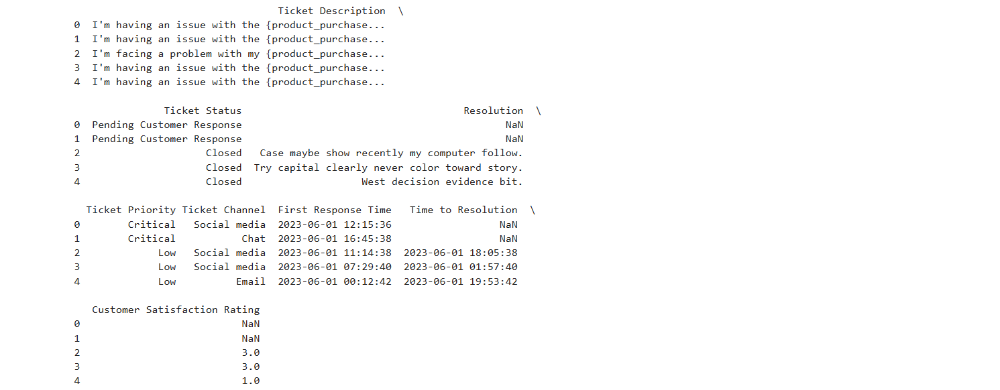 Ticket Description  \
0  I'm having an issue with the {product_purchase...
1  I'm having an issue with the {product_purchase...
2  I'm facing a problem with my {product_purchase...
3  I'm having an issue with the {product_purchase...
4  I'm having an issue with the {product_purchase...
Ticket Status  Resolution  \
0  Pending Customer Response  NaN
1  Pending Customer Response  NaN
2  Closed  Case maybe show recently my computer follow.
3  Closed  Try capital clearly never color toward story.
4  Closed  West decision evidence bit.
Ticket Priority Ticket Channel  First Response Time  Time to Resolution  \
0  Critical  Social media  2023-06-01 12:15:36  NaN
1  Critical  Chat  2023-06-01 16:45:38  NaN
2  Low  Social media  2023-06-01 11:14:38  2023-06-01 18:05:38
3  Low  Social media  2023-06-01 07:29:40  2023-06-01 01:57:40
4  Low  Email  2023-06-01 00:12:42  2023-06-01 19:53:42
Customer Satisfaction Rating
0  NaN
1  NaN
2  3.0
3  3.0
4  1.0